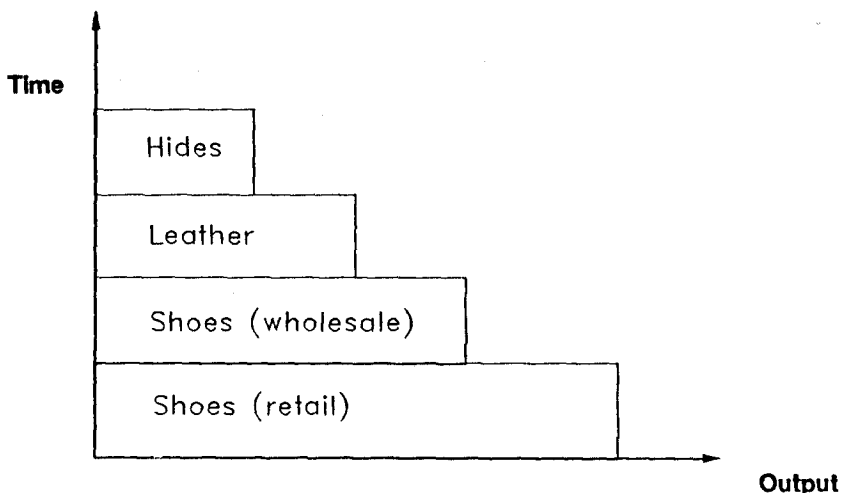 Time
Hides
Leather
Shoes (wholesale)
Shoes (retail)
Output